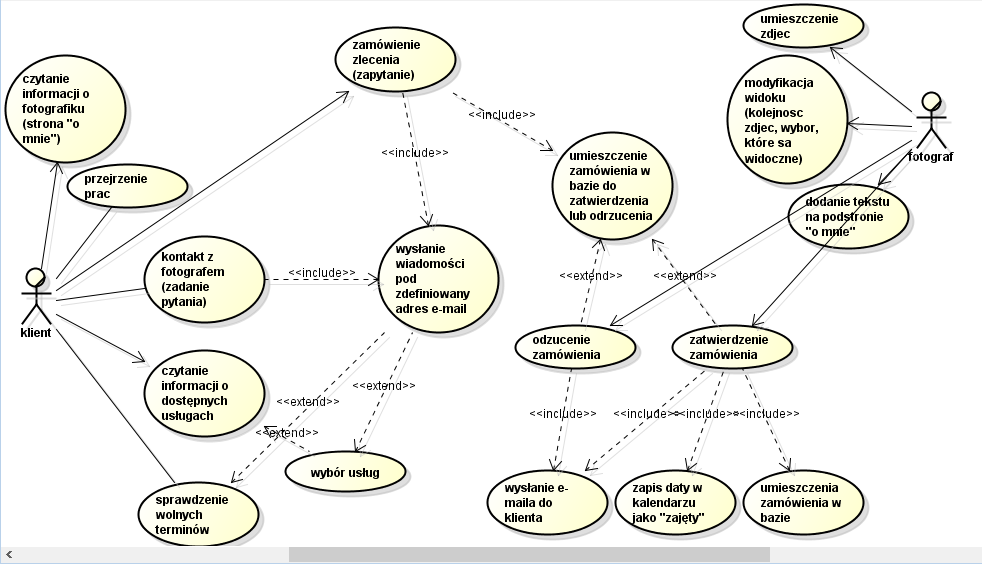 umieszczenie
zdjec
zamówienie
zlecenia
(zapytanie)
czytanie
informacji o
fotografiku
(strona "o
mnie")
modyfikacja
widoku
(kolejnosc
zdjec, wybor,
które sa
widoczne)
<<include>>
<<include>>
fotograf
umieszczenie
zamówienia w
bazie do
zatwierdzenia
lub odrzucenia
przejrzenie
prac
dodanie tekstu
na podstronie
"o mnie"
kontakt z
fotografem
(zadanie
pytania)
<<include>>
wysłanie
wiadomości
pod
zdefiniowany
adres e-mail
<<extend>>
<<extend>>
klient
odzucenie
zamówienia
zatwierdzenie
zamówienia
czytanie
informacji o
dostępnych
usługach
<<extend>>
<<extend>>
<<extend>>
<<include>>
<<include>>
<<include>>
<<include>>
wybór usług
sprawdzenie
wolnych
terminów
wysłanie e-
maila do
klienta
zapis daty w
kalendarzu
jako "zajęty"
umieszczenia
zamówienia w
bazie